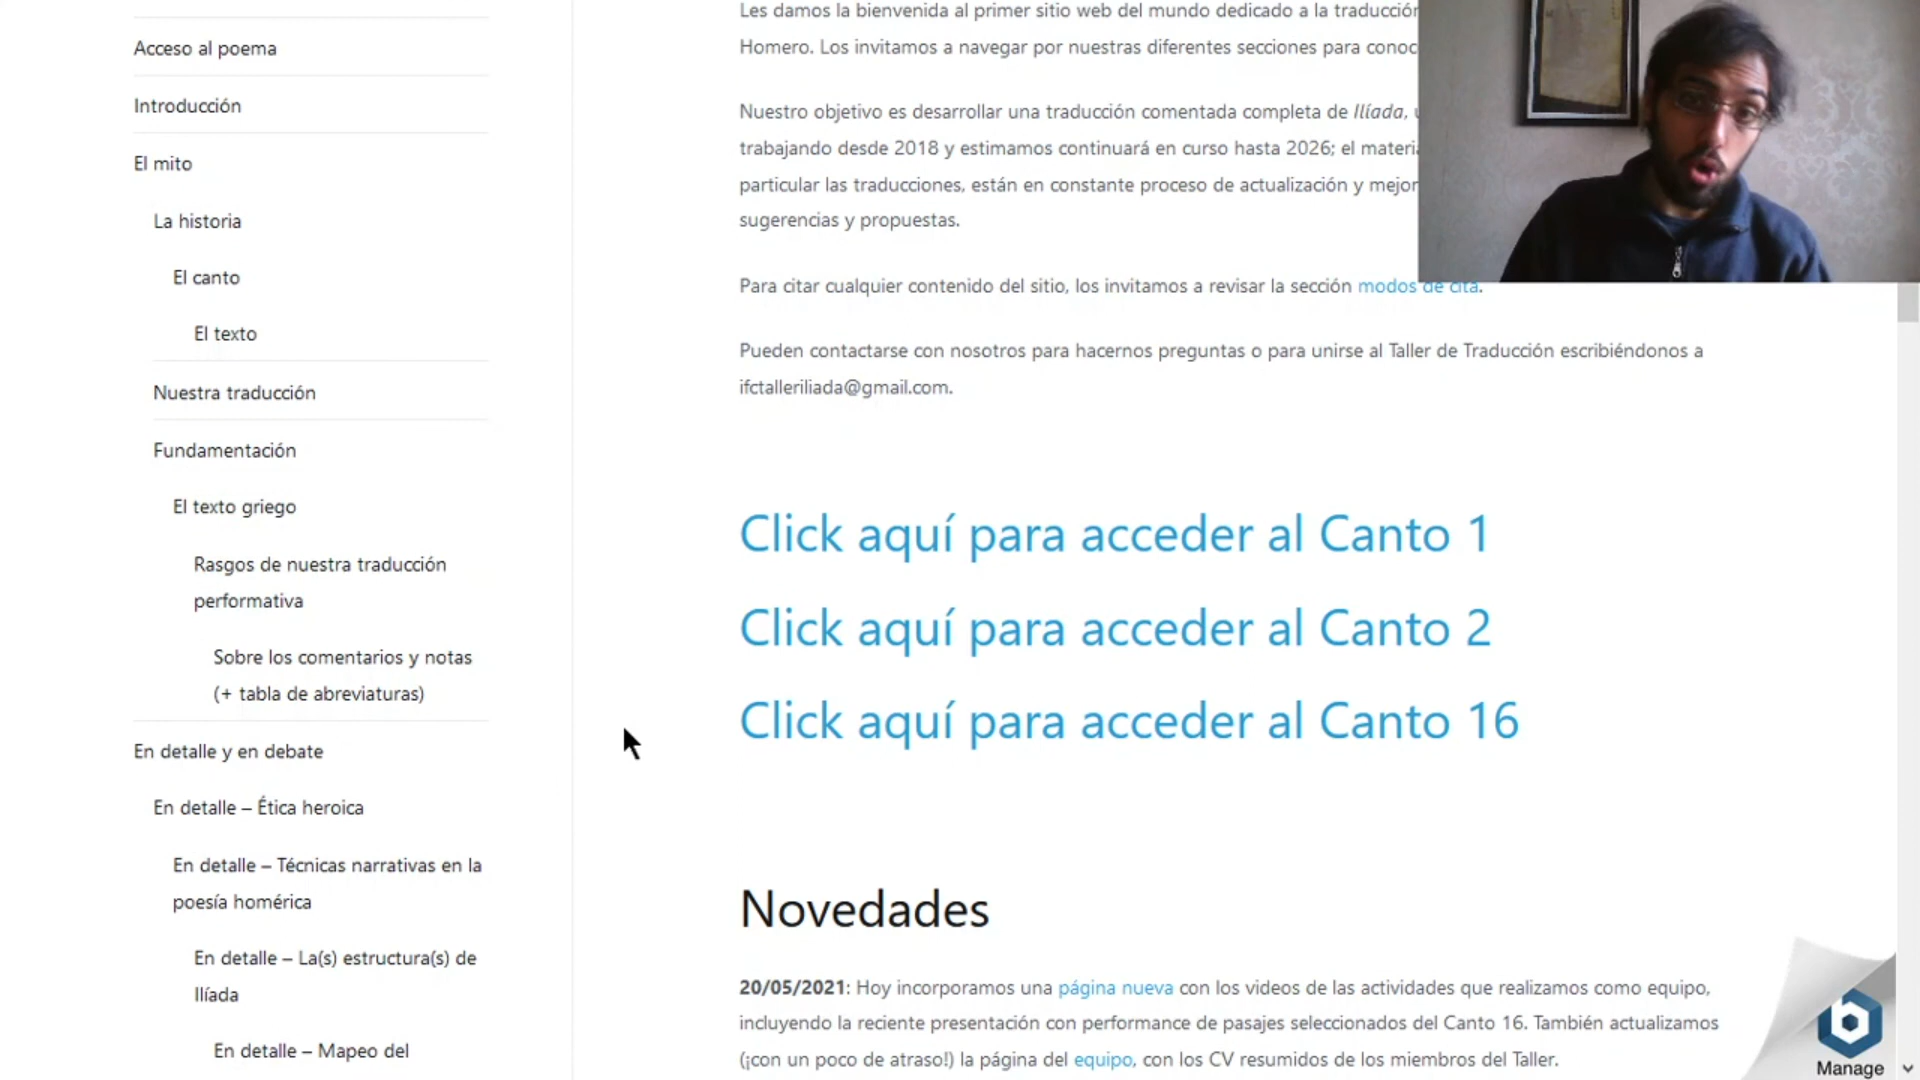 Acceso al poema
Introducción
El mito
La historia
El canto
El texto
Nuestra traducción
Fundamentación
El texto griego
Rasgos de nuestra traducción
performativa
Sobre los comentarios y notas
(+ tabla de abreviaturas)
En detalle y en debate
En detalle – Ética heroica
En detalle – Técnicas narrativas en la
poesía homérica
En detalle – La(s) estructura(s) de
Ilíada
En detalle – Mapeo del
Les damos la bienvenida al primer sitio web del mundo dedicado a la traducción
Homero. Los invitamos a navegar por nuestras diferentes secciones para conoc
Nuestro objetivo es desarrollar una traducción comentada completa de Ilíada,
trabajando desde 2018 y estimamos continuará en curso hasta 2026; el materi
particular las traducciones, están en constante proceso de actualización y mejor
sugerencias y propuestas.
Para citar cualquier contenido del sitio, los invitamos a revisar la sección modos de cita.
Pueden contactarse con nosotros para hacernos preguntas o para unirse al Taller de Traducción escribiéndonos a
ifctalleriliada@gmail.com.
Click aquí para acceder al Canto 1
Click aquí para acceder al Canto 2
Click aquí para acceder al Canto 16
Novedades
20/05/2021: Hoy incorporamos una página nueva con los videos de las actividades que realizamos como equipo,
incluyendo la reciente presentación con performance de pasajes seleccionados del Canto 16. También actualizamos
(¡con un poco de atraso!) la página del equipo, con los CV resumidos de los miembros del Taller.
Manage